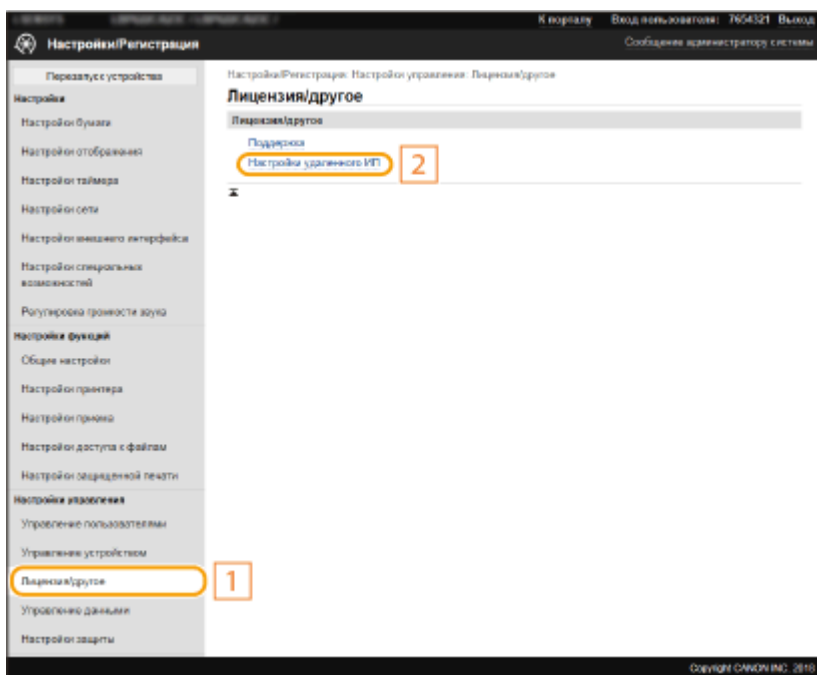 К порталу Вход пользователя: 7654321 Выход
Настройки/Регистрация
Сообщение администратору системы
Перезапуск устройства
Настройки
Настройки бумаги
Настройки отображения
Настройки таймера
Настройки сети
Настройки внешнего интерфейса
Настройки специальных
возможностей
Регулировка громкости звука
Настройки функций
Общие настройки
Настройки принтера
Настройки приема
Настройки доступа к файлам
Настройки защищенной печати
Настройки управления
Управление пользователями
Управление устройством
Лицензия/другое
1
Управление данными
Настройки защиты
Настройки/Регистрация: Настройки управления: Лицензия/другое
Лицензия/другое
Лицензия/другое
Поддержка
Настройки удаленного ИП
2
Copyright CANON INC. 2018